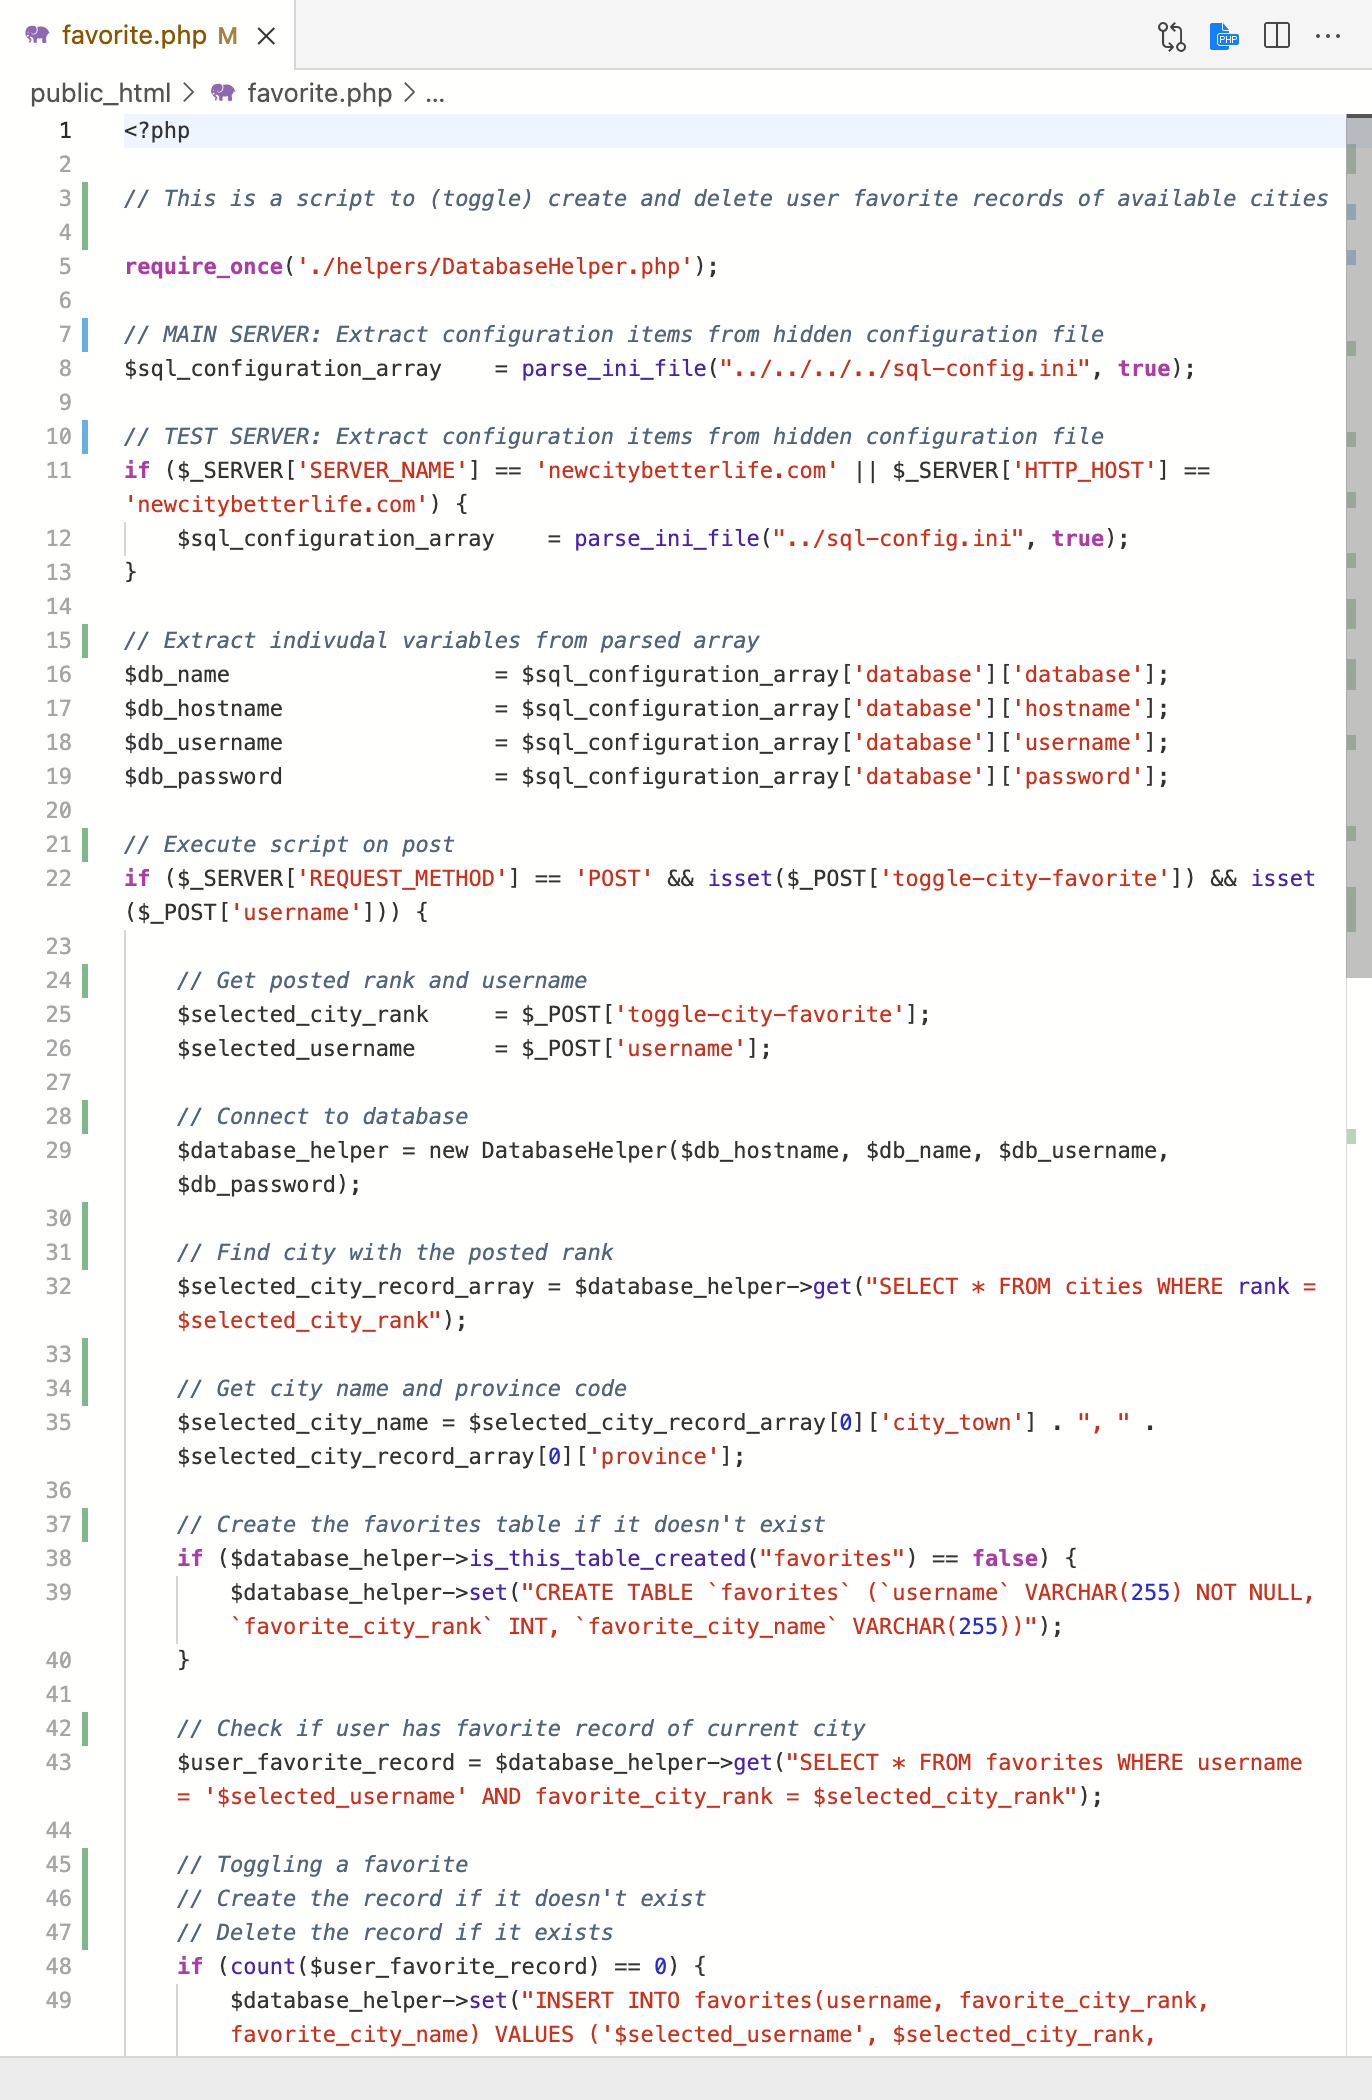 favorite.php M
public_html > favorite.php > ...
1 <?php
2
3 // This is a script to (toggle) create and delete user favorite records of available cities
4
5 require_once('./helpers/DatabaseHelper.php');
6
7 // MAIN SERVER: Extract configuration items from hidden configuration file
8 $sql_configuration_array    = parse_ini_file("../../../../sql-config.ini", true);
9
10 // TEST SERVER: Extract configuration items from hidden configuration file
11 if ($_SERVER['SERVER_NAME'] == 'newcitybetterlife.com' || $_SERVER['HTTP_HOST'] ==
'newcitybetterlife.com') {
12     $sql_configuration_array    = parse_ini_file("../sql-config.ini", true);
13 }
14
15 // Extract indivudal variables from parsed array
16 $db_name                    = $sql_configuration_array['database']['database'];
17 $db_hostname                = $sql_configuration_array['database']['hostname'];
18 $db_username                = $sql_configuration_array['database']['username'];
19 $db_password                = $sql_configuration_array['database']['password'];
20
21 // Execute script on post
22 if ($_SERVER['REQUEST_METHOD'] == 'POST' && isset($_POST['toggle-city-favorite']) && isset
($_POST['username'])) {
23
24     // Get posted rank and username
25     $selected_city_rank     = $_POST['toggle-city-favorite'];
26     $selected_username      = $_POST['username'];
27
28     // Connect to database
29     $database_helper = new DatabaseHelper($db_hostname, $db_name, $db_username,
$db_password);
30
31     // Find city with the posted rank
32     $selected_city_record_array = $database_helper->get("SELECT * FROM cities WHERE rank =
$selected_city_rank");
33
34     // Get city name and province code
35     $selected_city_name = $selected_city_record_array[0]['city_town'] . ", " .
$selected_city_record_array[0]['province'];
36
37     // Create the favorites table if it doesn't exist
38     if ($database_helper->is_this_table_created("favorites") == false) {
39         $database_helper->set("CREATE TABLE `favorites` (`username` VARCHAR(255) NOT NULL,
`favorite_city_rank` INT, `favorite_city_name` VARCHAR(255))");
40     }
41
42     // Check if user has favorite record of current city
43     $user_favorite_record = $database_helper->get("SELECT * FROM favorites WHERE username
= '$selected_username' AND favorite_city_rank = $selected_city_rank");
44
45     // Toggling a favorite
46     // Create the record if it doesn't exist
47     // Delete the record if it exists
48     if (count($user_favorite_record) == 0) {
49         $database_helper->set("INSERT INTO favorites(username, favorite_city_rank,
favorite_city_name) VALUES ('$selected_username', $selected_city_rank,